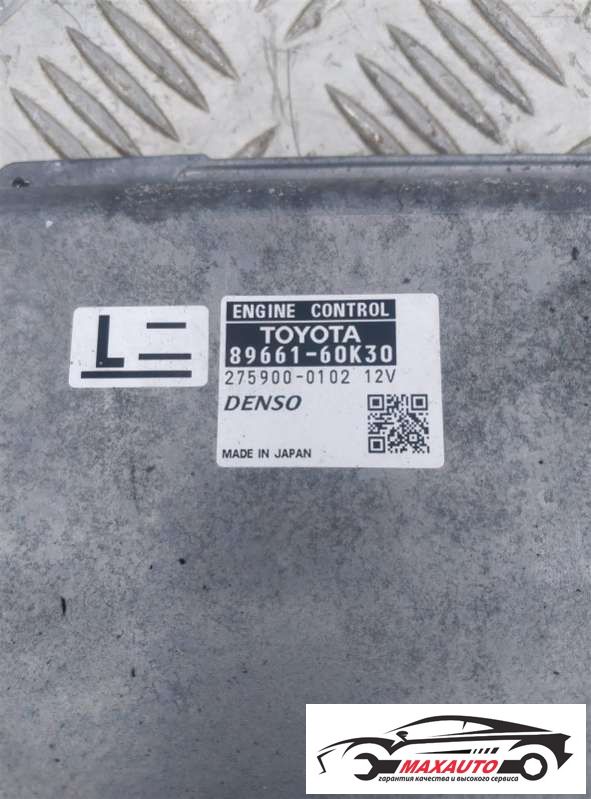 L
ENGINE CONTROL
TOYOTA
89661-60K30
275900-0102 12V
DENSO
MADE IN JAPAN
MAXAUTO
гарантия качества и высокого сервиса